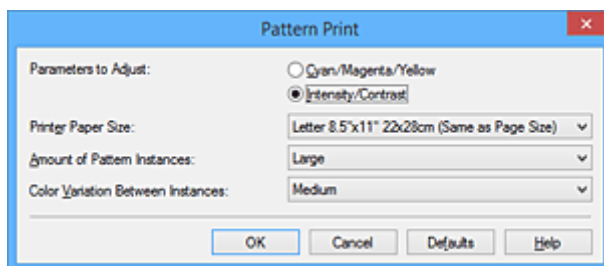 Pattern Print
Parameters to Adjust:
Cyan/Magenta/Yellow
Intensity/Contrast
Printer Paper Size:
Letter 8.5"x11" 22x28cm (Same as Page Size)
Amount of Pattern Instances:
Large
Color Variation Between Instances:
Medium
OK Cancel Defaults Help